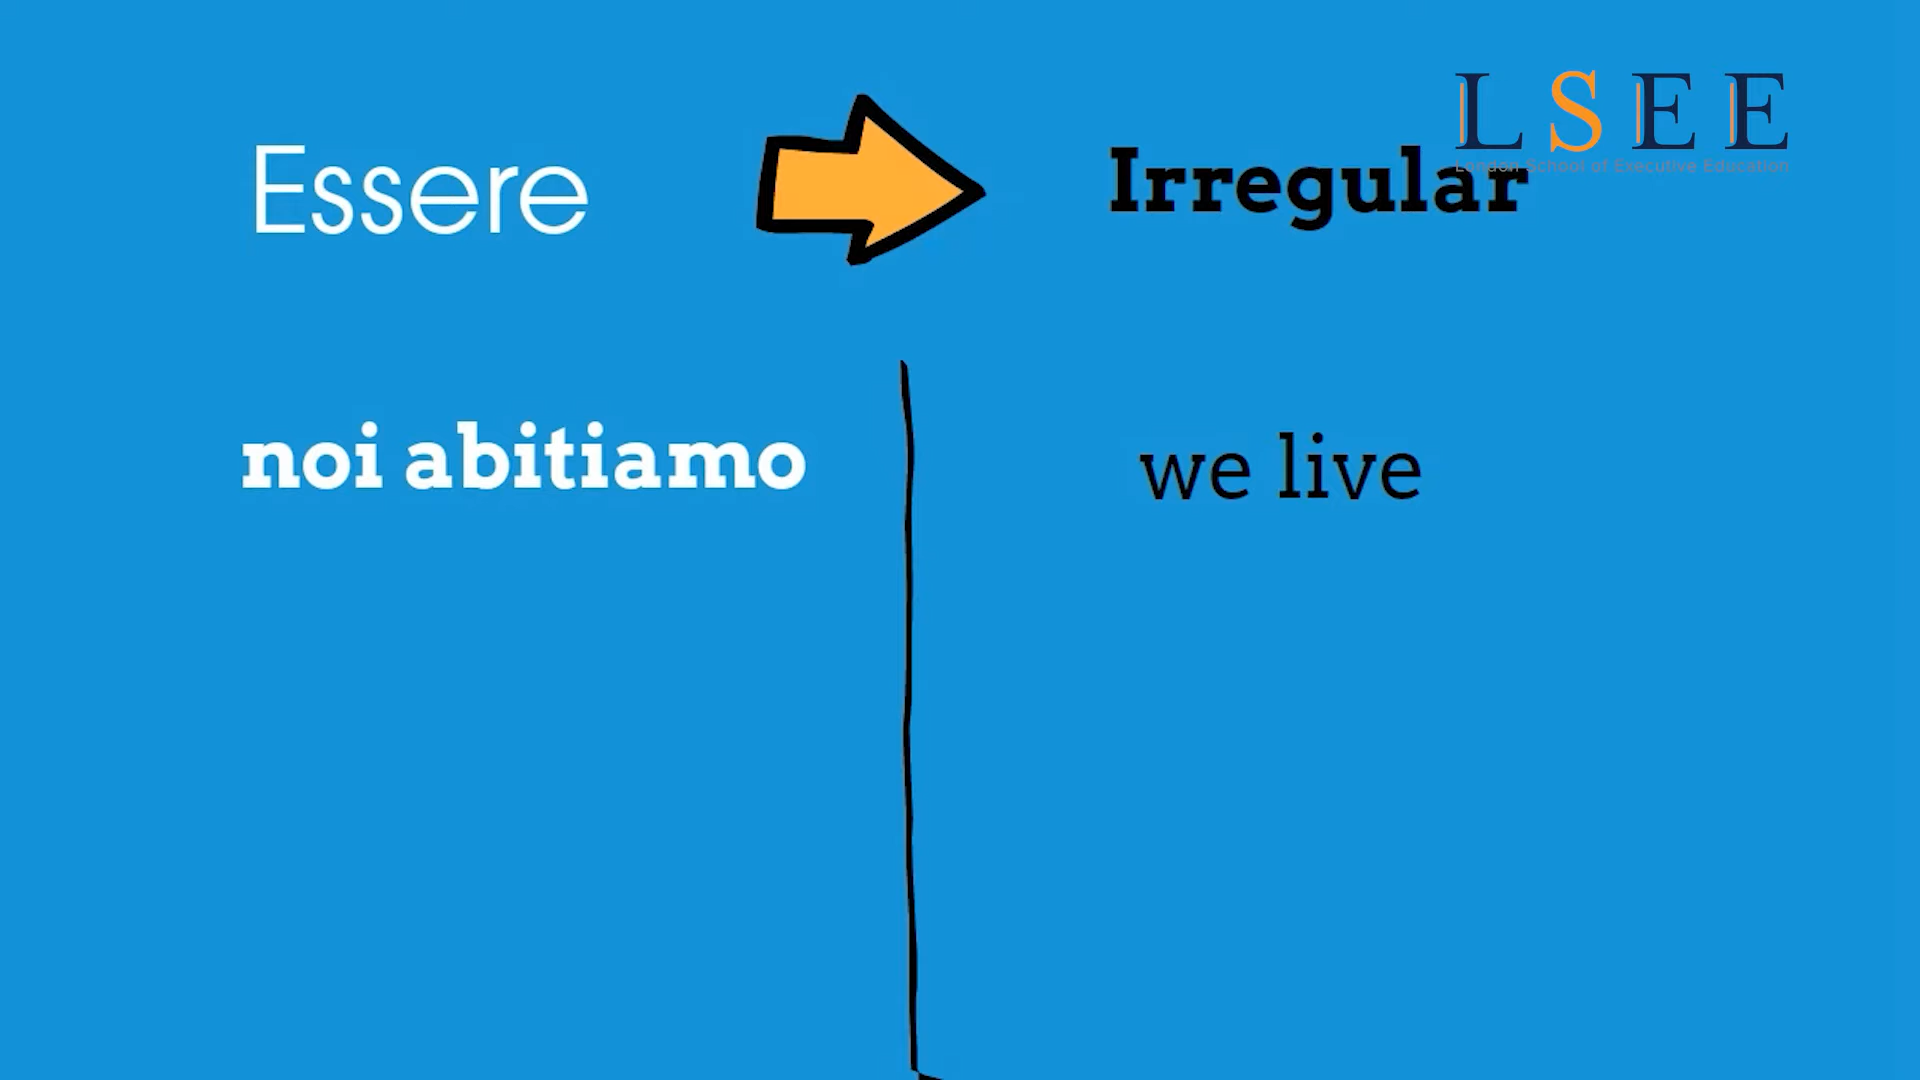 LSEE
London School of Executive Education
Essere
Irregular
noi abitiamo
we live